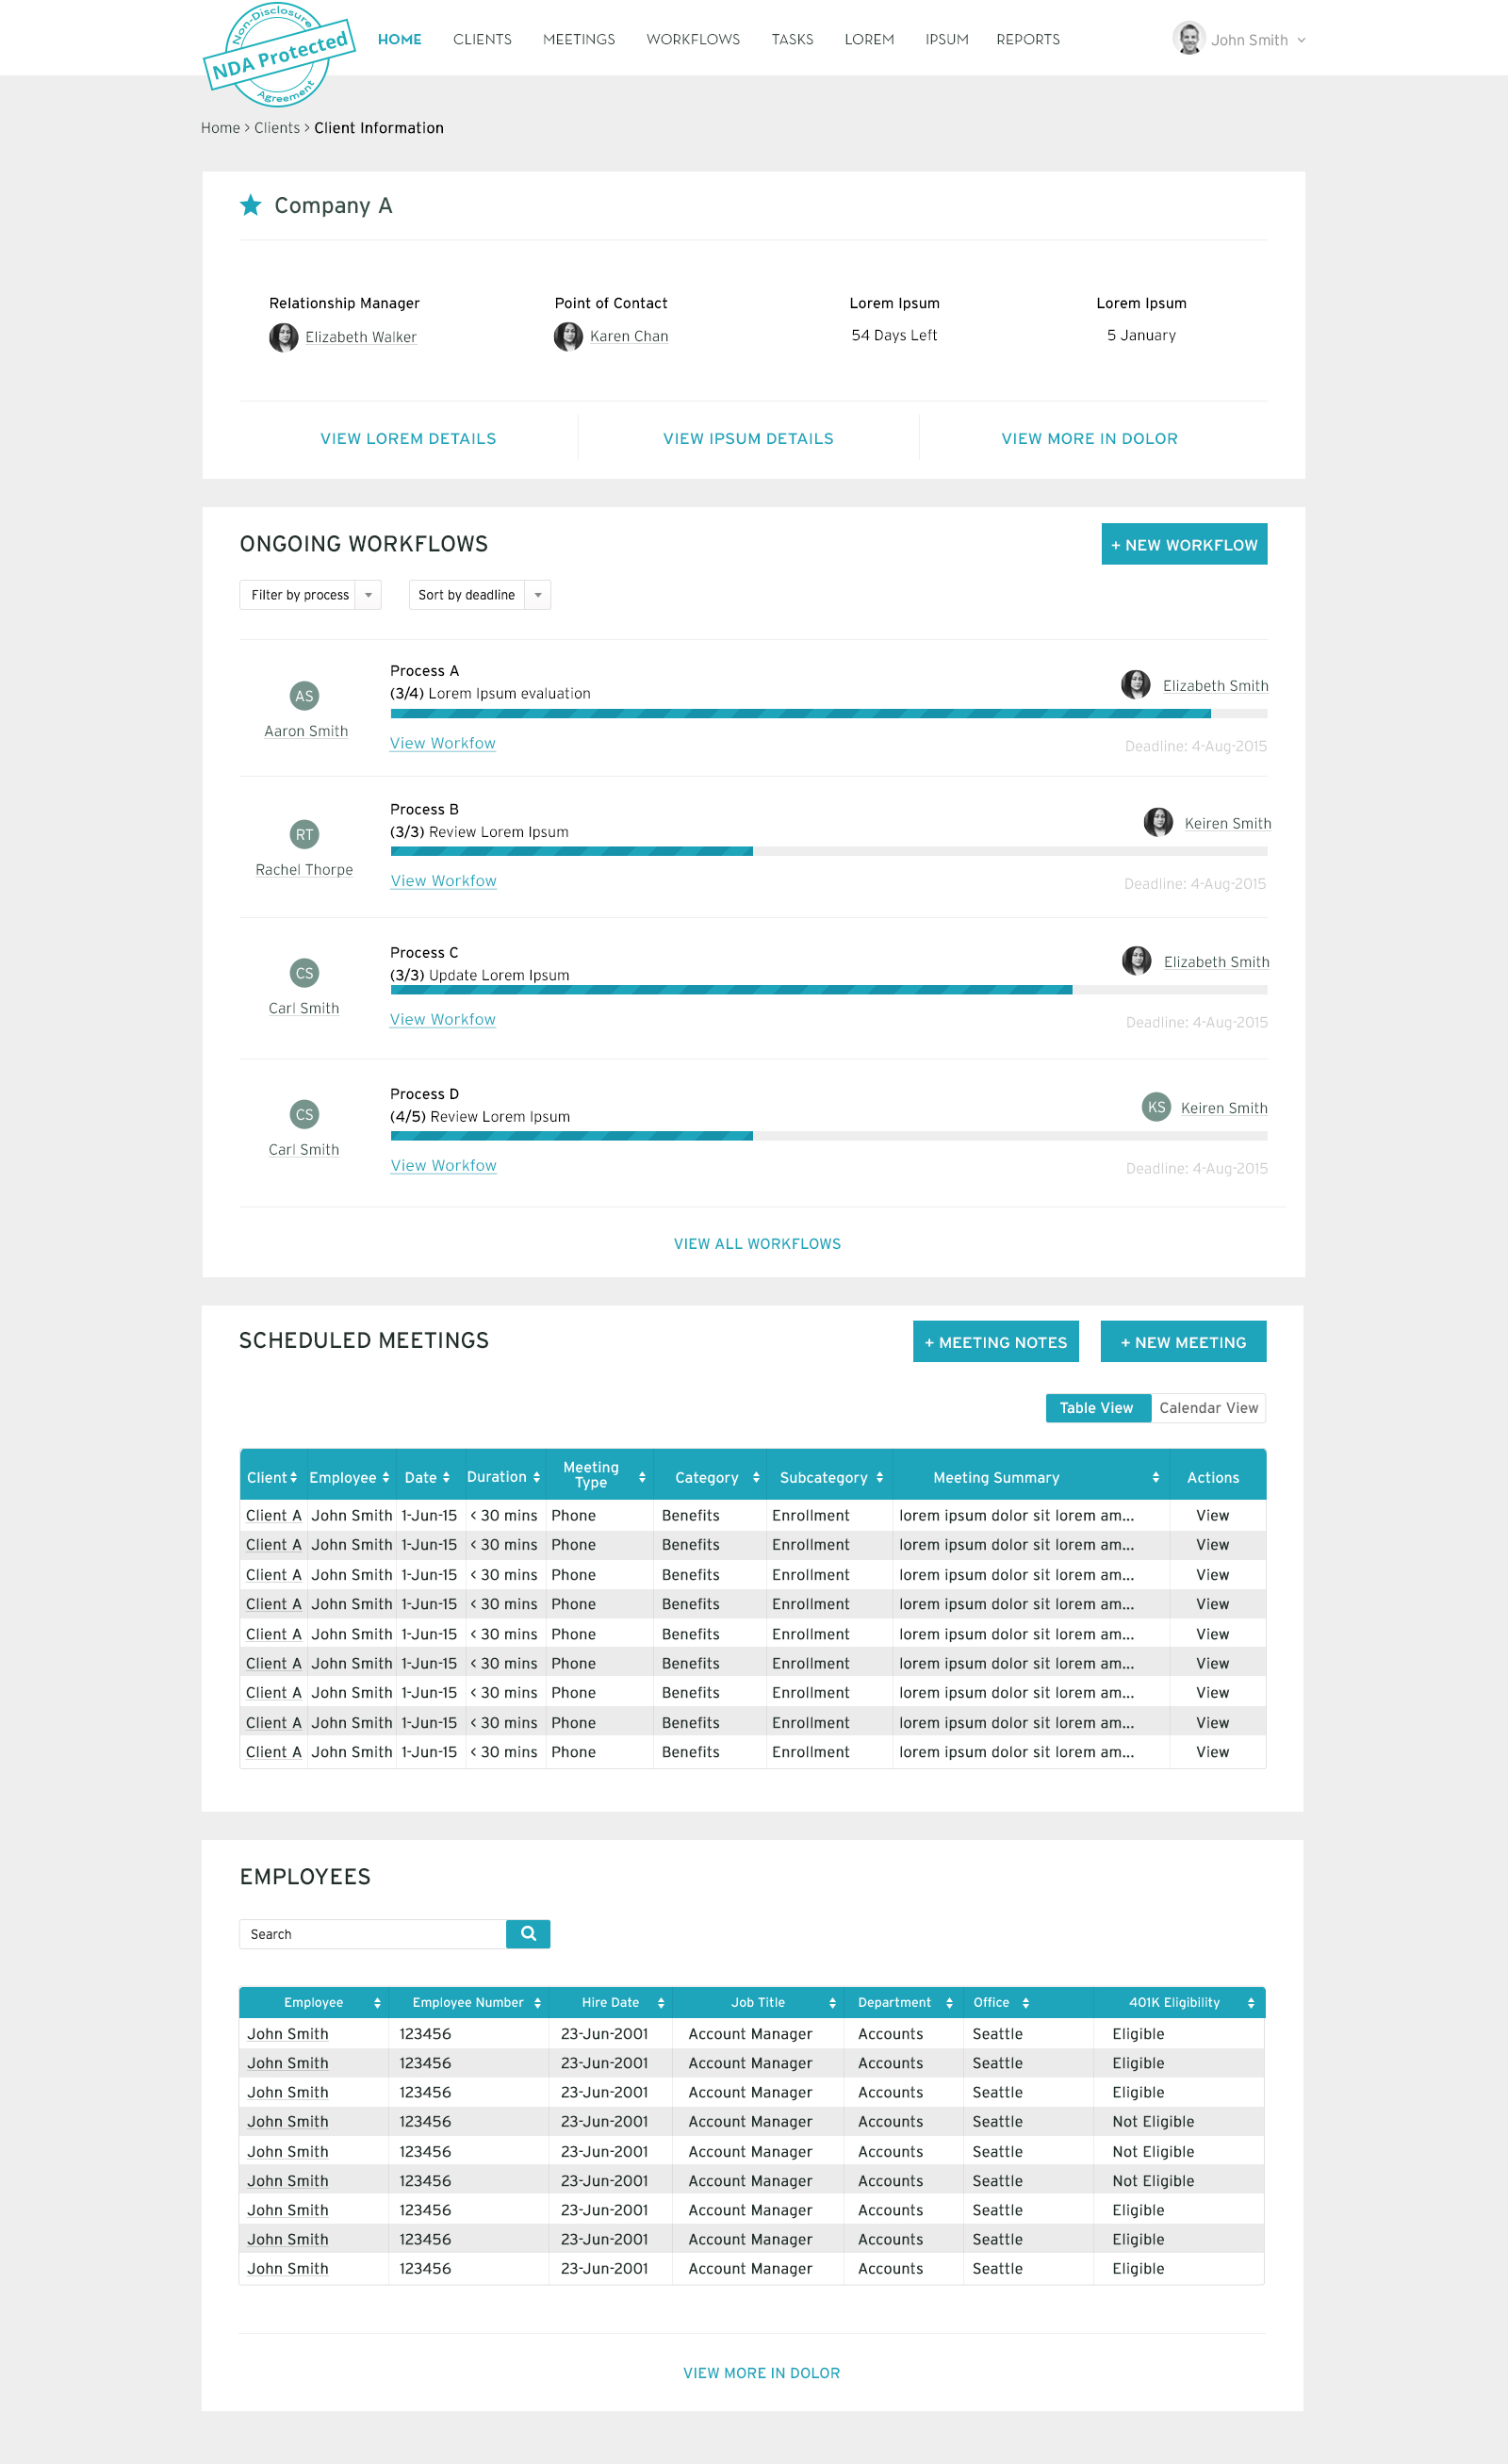 Non-Disclosure
NDA Protected
Agreement
HOME CLIENTS MEETINGS WORKFLOWS TASKS LOREM IPSUM REPORTS John Smith
Home > Clients > Client Information
Company A
Relationship Manager Point of Contact Lorem Ipsum Lorem Ipsum
Elizabeth Walker Karen Chan 54 Days Left 5 January
VIEW LOREM DETAILS VIEW IPSUM DETAILS VIEW MORE IN DOLOR
ONGOING WORKFLOWS + NEW WORKFLOW
Filter by process Sort by deadline
Process A
AS (3/4) Lorem Ipsum evaluation Elizabeth Smith
Aaron Smith
View Workfow Deadline: 4-Aug-2015
Process B
RT (3/3) Review Lorem Ipsum Keiren Smith
Rachel Thorpe
View Workfow Deadline: 4-Aug-2015
Process C
CS (3/3) Update Lorem Ipsum Elizabeth Smith
Carl Smith
View Workfow Deadline: 4-Aug-2015
Process D
CS (4/5) Review Lorem Ipsum KS Keiren Smith
Carl Smith
View Workfow Deadline: 4-Aug-2015
VIEW ALL WORKFLOWS
SCHEDULED MEETINGS + MEETING NOTES + NEW MEETING
Table View Calendar View
Client Employee Date Duration Meeting Type Category Subcategory Meeting Summary Actions
Client A John Smith 1-Jun-15 < 30 mins Phone Benefits Enrollment lorem ipsum dolor sit lorem am... View
Client A John Smith 1-Jun-15 < 30 mins Phone Benefits Enrollment lorem ipsum dolor sit lorem am... View
Client A John Smith 1-Jun-15 < 30 mins Phone Benefits Enrollment lorem ipsum dolor sit lorem am... View
Client A John Smith 1-Jun-15 < 30 mins Phone Benefits Enrollment lorem ipsum dolor sit lorem am... View
Client A John Smith 1-Jun-15 < 30 mins Phone Benefits Enrollment lorem ipsum dolor sit lorem am... View
Client A John Smith 1-Jun-15 < 30 mins Phone Benefits Enrollment lorem ipsum dolor sit lorem am... View
Client A John Smith 1-Jun-15 < 30 mins Phone Benefits Enrollment lorem ipsum dolor sit lorem am... View
Client A John Smith 1-Jun-15 < 30 mins Phone Benefits Enrollment lorem ipsum dolor sit lorem am... View
Client A John Smith 1-Jun-15 < 30 mins Phone Benefits Enrollment lorem ipsum dolor sit lorem am... View
EMPLOYEES
Search
Employee Employee Number Hire Date Job Title Department Office 401K Eligibility
John Smith 123456 23-Jun-2001 Account Manager Accounts Seattle Eligible
John Smith 123456 23-Jun-2001 Account Manager Accounts Seattle Eligible
John Smith 123456 23-Jun-2001 Account Manager Accounts Seattle Eligible
John Smith 123456 23-Jun-2001 Account Manager Accounts Seattle Not Eligible
John Smith 123456 23-Jun-2001 Account Manager Accounts Seattle Not Eligible
John Smith 123456 23-Jun-2001 Account Manager Accounts Seattle Not Eligible
John Smith 123456 23-Jun-2001 Account Manager Accounts Seattle Eligible
John Smith 123456 23-Jun-2001 Account Manager Accounts Seattle Eligible
John Smith 123456 23-Jun-2001 Account Manager Accounts Seattle Eligible
VIEW MORE IN DOLOR